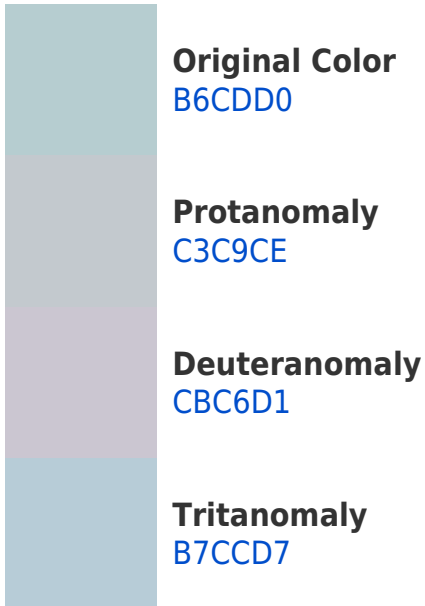 Original Color
B6CDD0
Protanomaly
C3C9CE
Deuteranomaly
CBC6D1
Tritanomaly
B7CCD7